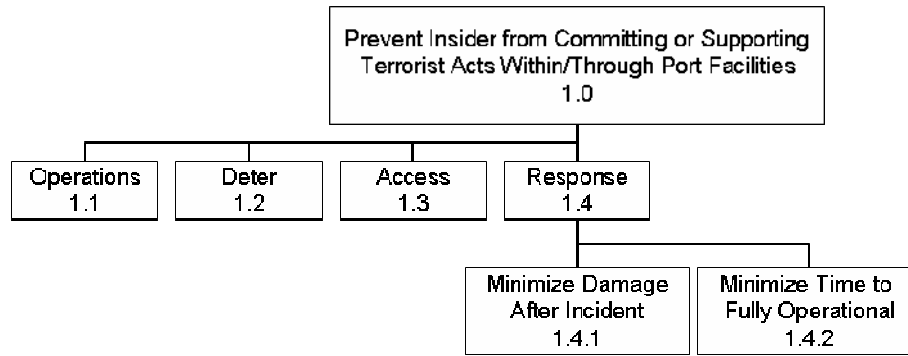 Prevent Insider from Committing or Supporting
Terrorist Acts Within/Through Port Facilities
1.0
Operations
1.1
Deter
1.2
Access
1.3
Response
1.4
Minimize Damage
After Incident
1.4.1
Minimize Time to
Fully Operational
1.4.2